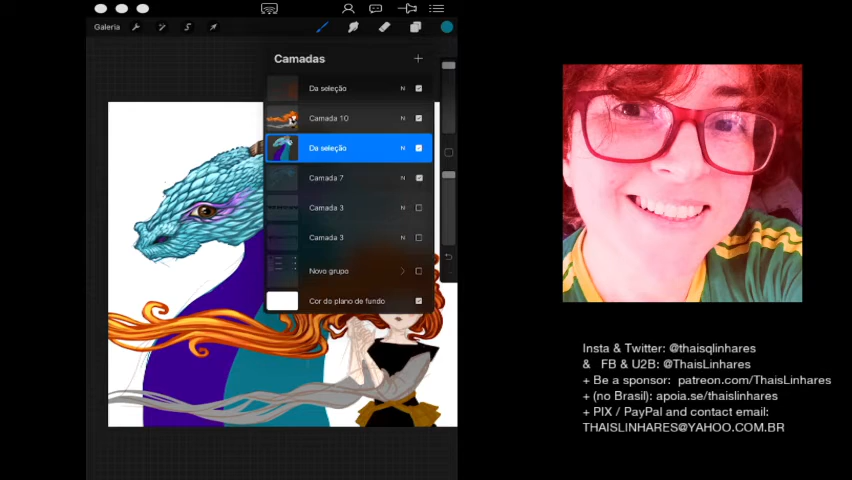 Galeria
Camadas
Da seleção N
Camada 10 N
Da seleção N
Camada 7 N
Camada 3 N
Camada 3 N
Novo grupo
Cor do plano de fundo
Insta & Twitter: @thaisqlinhares
& FB & U2B: @ThaisLinhares
+ Be a sponsor: patreon.com/ThaisLinhares
+ (no Brasil): apoia.se/thaislinhares
+ PIX / PayPal and contact email:
THAISLINHARES@YAHOO.COM.BR